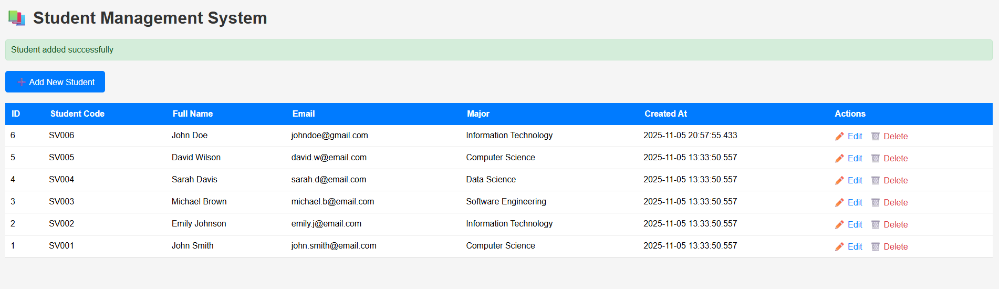 Student Management System
Student added successfully
Add New Student
ID Student Code Full Name Email Major Created At Actions
6 SV006 John Doe johndoe@gmail.com Information Technology 2025-11-05 20:57:55.433 Edit Delete
5 SV005 David Wilson david.w@email.com Computer Science 2025-11-05 13:33:50.557 Edit Delete
4 SV004 Sarah Davis sarah.d@email.com Data Science 2025-11-05 13:33:50.557 Edit Delete
3 SV003 Michael Brown michael.b@email.com Software Engineering 2025-11-05 13:33:50.557 Edit Delete
2 SV002 Emily Johnson emily.j@email.com Information Technology 2025-11-05 13:33:50.557 Edit Delete
1 SV001 John Smith john.smith@email.com Computer Science 2025-11-05 13:33:50.557 Edit Delete